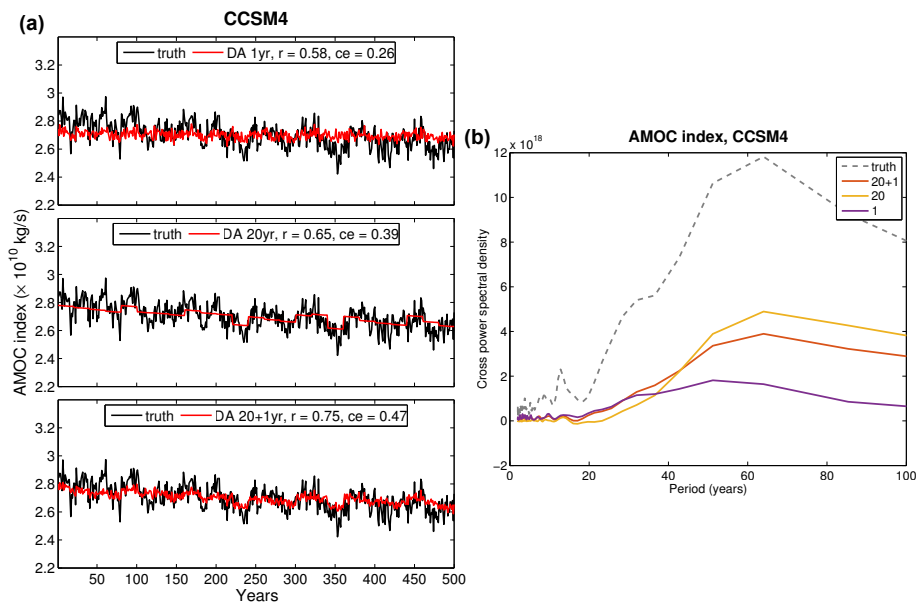 (a)
CCSM4
truth DA 1yr, r = 0.58, ce = 0.26
3.2
3
2.8
2.6
2.4
2.2
truth DA 20yr, r = 0.65, ce = 0.39
3.2
3
2.8
2.6
2.4
2.2
AMOC index (× 10^10 kg/s)
truth DA 20+1yr, r = 0.75, ce = 0.47
3.2
3
2.8
2.6
2.4
2.2
50 100 150 200 250 300 350 400 450 500
Years
(b)
AMOC index, CCSM4
x 10^18
truth
20+1
20
1
12
10
8
6
4
2
0
−2
Cross power spectral density
0 20 40 60 80 100
Period (years)